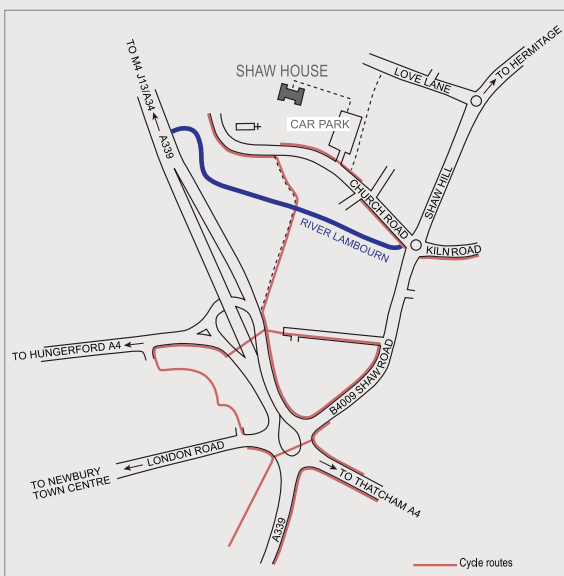 TO M4 J13/A34
A339
SHAW HOUSE
CAR PARK
LOVE LANE
TO HERMITAGE
SHAW HILL
CHURCH ROAD
KILN ROAD
RIVER LAMBOURN
TO HUNGERFORD A4
B4009 SHAW ROAD
LONDON ROAD
TO NEWBURY
TOWN CENTRE
TO THATCHAM A4
A339
Cycle routes